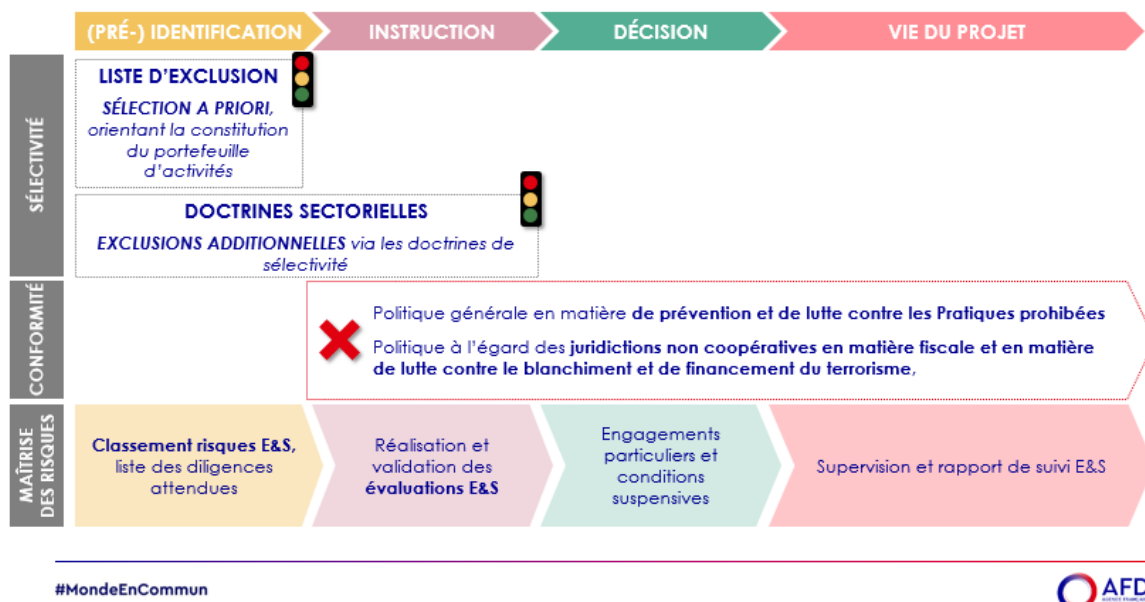 (PRÉ-) IDENTIFICATION
INSTRUCTION
DÉCISION
VIE DU PROJET
SÉLECTIVITÉ
LISTE D'EXCLUSION
SÉLECTION A PRIORI,
orientant la constitution
du portefeuille
d'activités
DOCTRINES SECTORIELLES
EXCLUSIONS ADDITIONNELLES via les doctrines de
sélectivité
CONFORMITÉ
Politique générale en matière de prévention et de lutte contre les Pratiques prohibées
Politique à l'égard des juridictions non coopératives en matière fiscale et en matière
de lutte contre le blanchiment et de financement du terrorisme,
MAÎTRISE
DES RISQUES
Classement risques E&S,
liste des diligences
attendues
Réalisation et
validation des
évaluations E&S
Engagements
particuliers et
conditions
suspensives
Supervision et rapport de suivi E&S
#MondeEnCommun
AFD